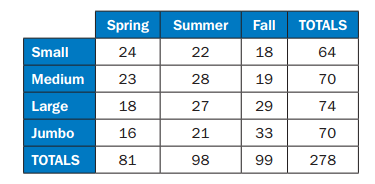 Spring Summer Fall TOTALS
Small 24 22 18 64
Medium 23 28 19 70
Large 18 27 29 74
Jumbo 16 21 33 70
TOTALS 81 98 99 278